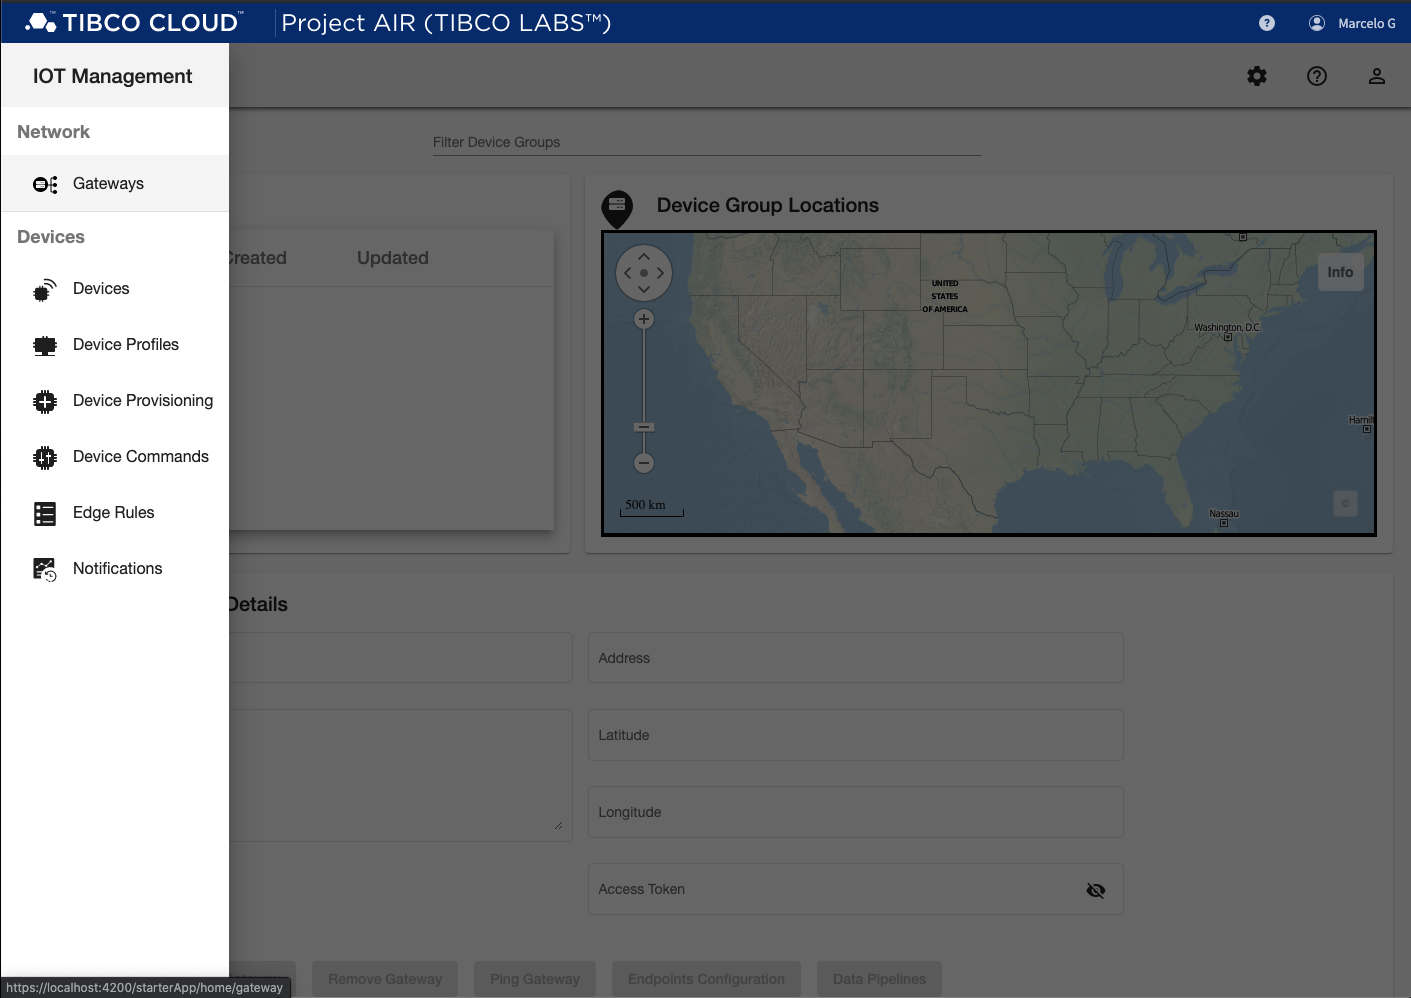 TIBCO CLOUD™ Project AIR (TIBCO LABS™)
Marcelo G
IOT Management
Network
Gateways
Devices
Devices
Device Profiles
Device Provisioning
Device Commands
Edge Rules
Notifications
Filter Device Groups
Created Updated
Device Group Locations
Info
UNITED
STATES
OF AMERICA
Washington, D.C.
Nassau
500 km
©
Details
Address
Latitude
Longitude
Access Token
Remove Gateway Ping Gateway Endpoints Configuration Data Pipelines
https://localhost:4200/starterApp/home/gateway